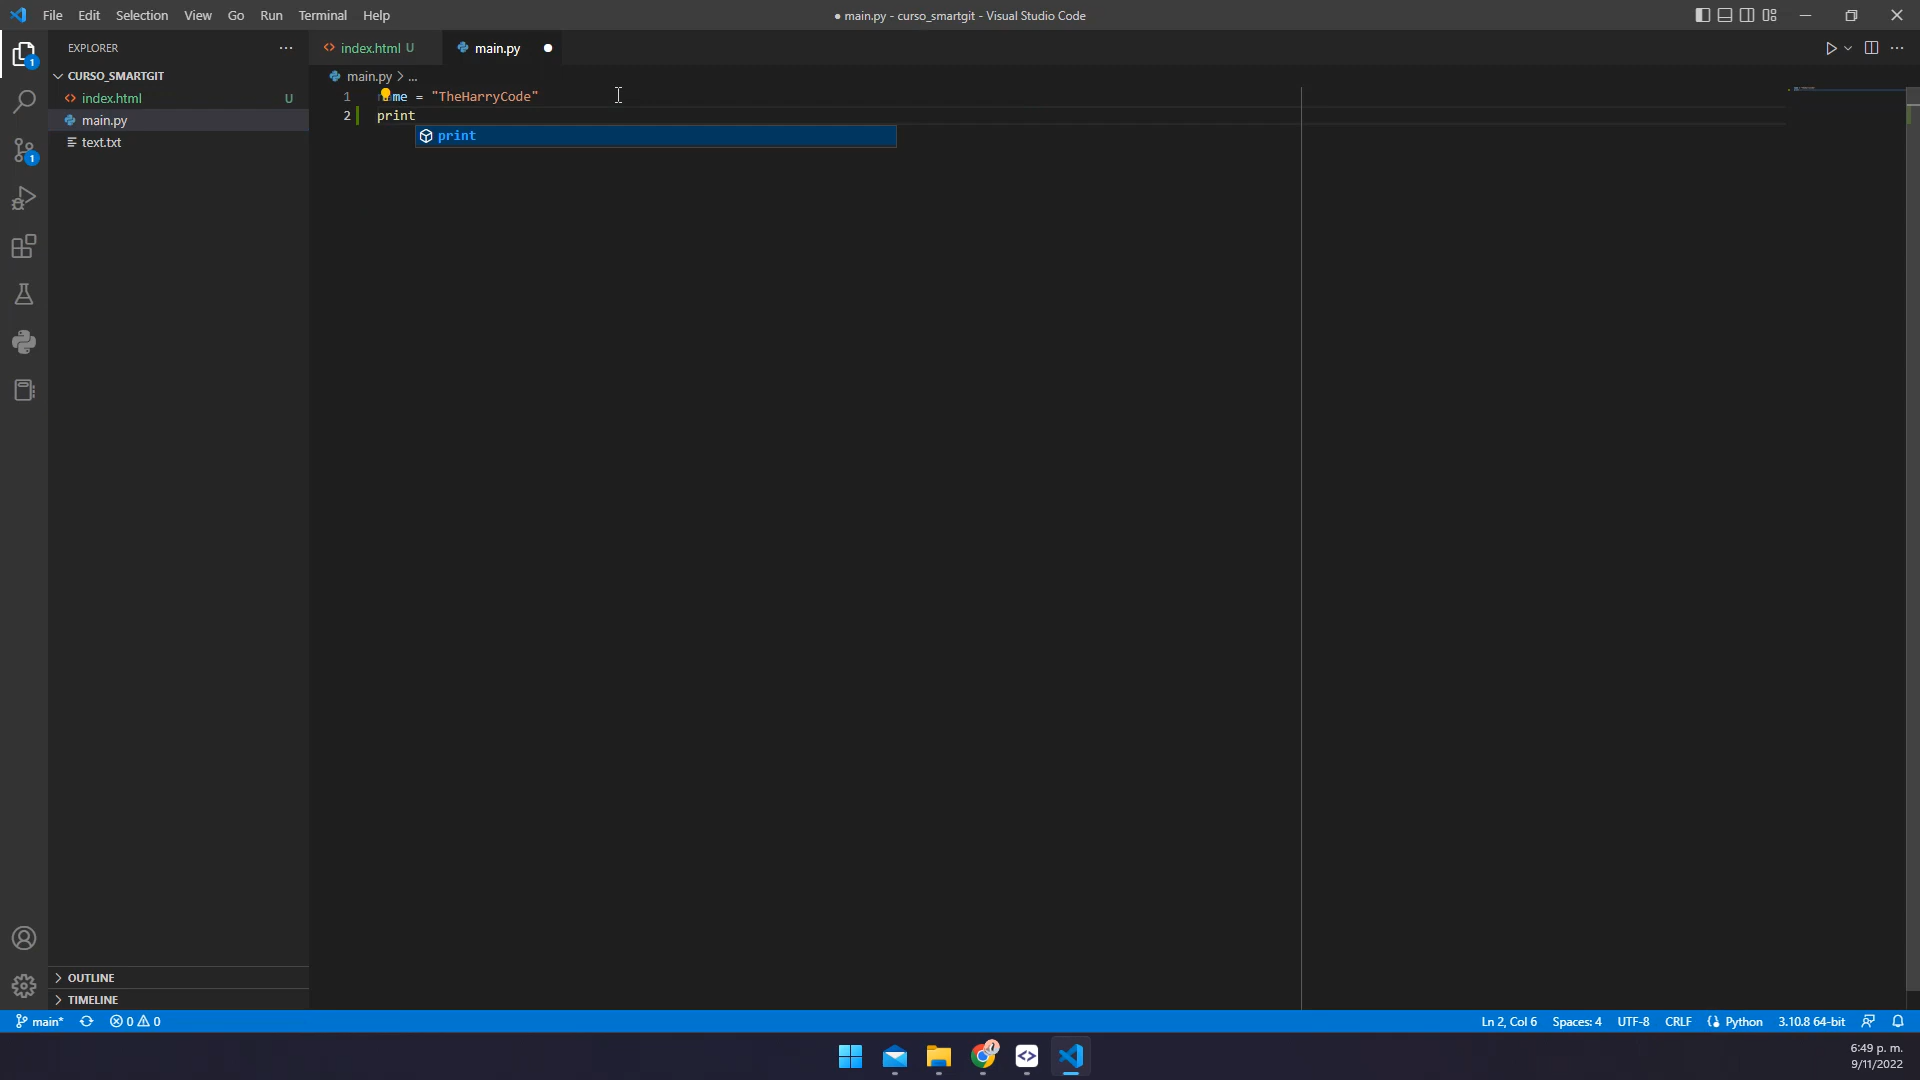 File Edit Selection View Go Run Terminal Help
● main.py - curso_smartgit - Visual Studio Code
EXPLORER
index.html U
main.py
CURSO_SMARTGIT
main.py > ...
index.html U
main.py
text.txt
1 name = "TheHarryCode"
2 print
print
OUTLINE
TIMELINE
1
1
main* 0 0
Ln 2, Col 6 Spaces: 4 UTF-8 CRLF Python 3.10.8 64-bit
6:49 p. m.
9/11/2022